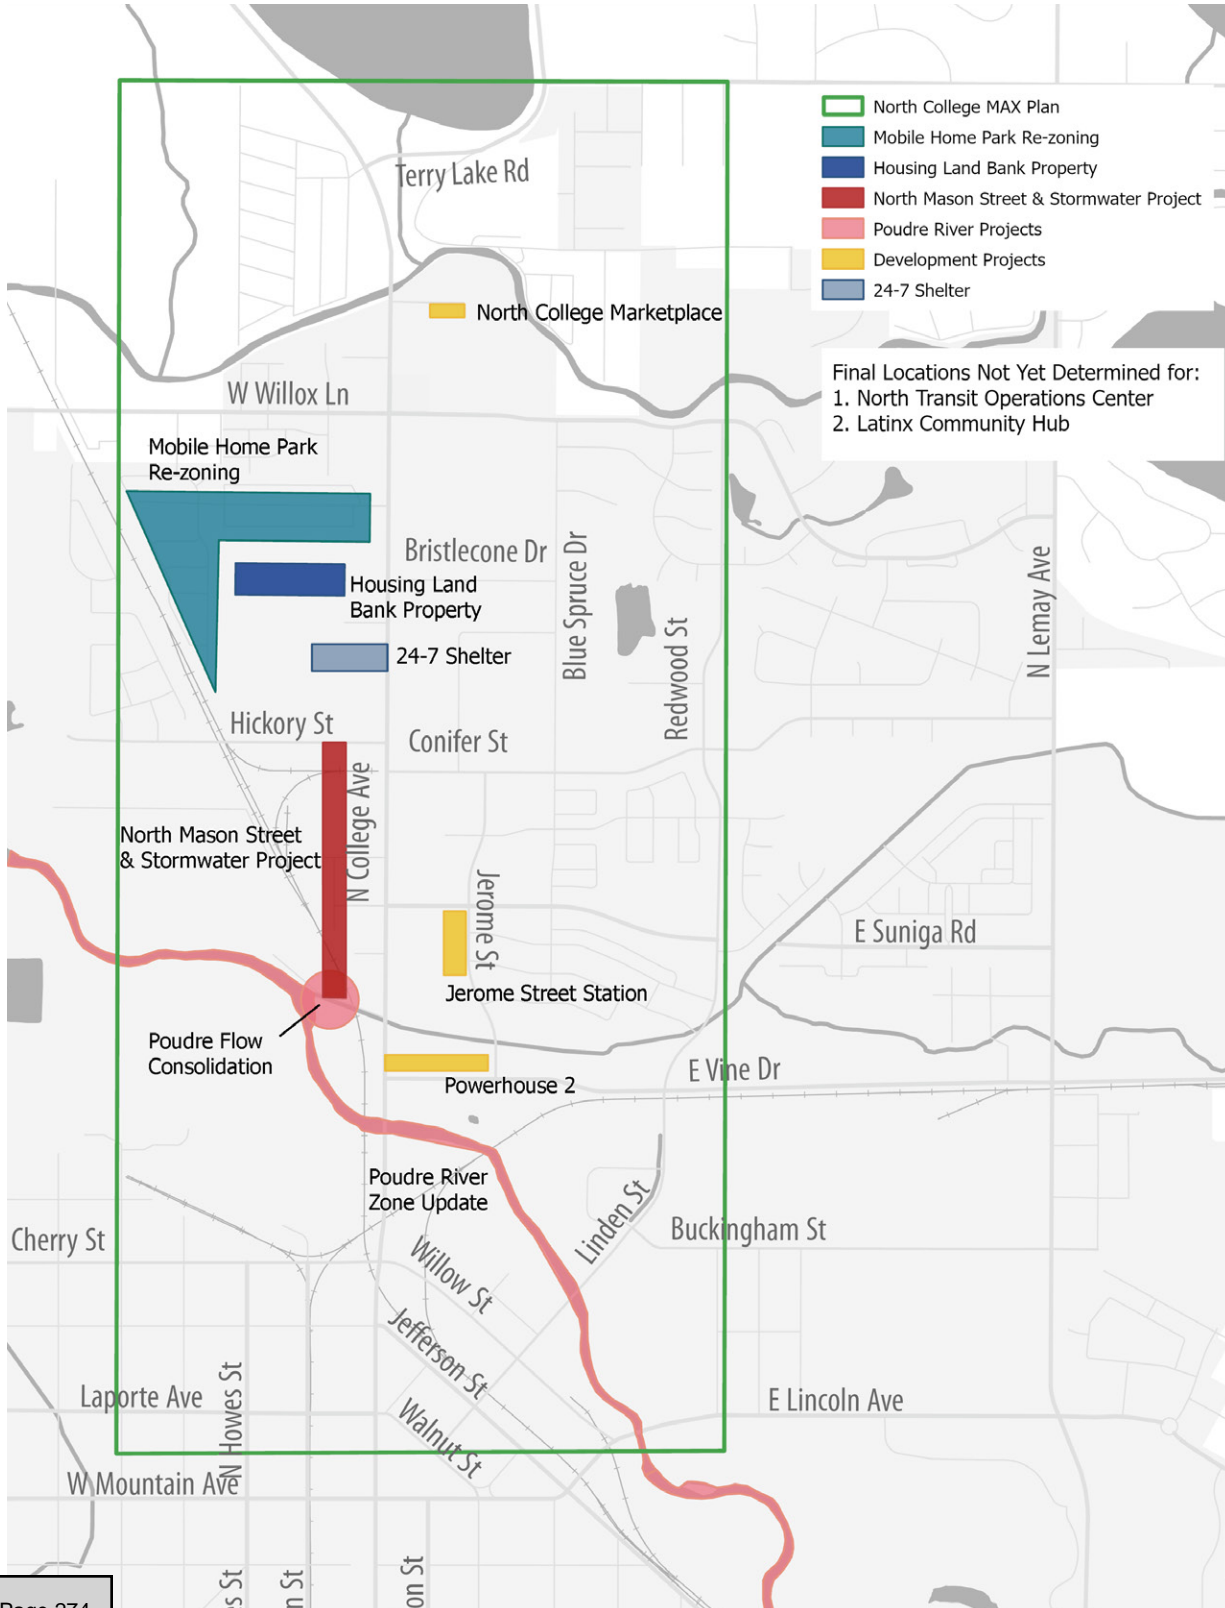 North College MAX Plan
Mobile Home Park Re-zoning
Housing Land Bank Property
North Mason Street & Stormwater Project
Poudre River Projects
Development Projects
24-7 Shelter
Final Locations Not Yet Determined for:
1. North Transit Operations Center
2. Latinx Community Hub
Terry Lake Rd
North College Marketplace
W Willox Ln
Mobile Home Park
Re-zoning
Bristlecone Dr
Housing Land
Bank Property
Blue Spruce Dr
Redwood St
N Lemay Ave
24-7 Shelter
Hickory St
Conifer St
N College Ave
North Mason Street
& Stormwater Project
Jerome St
E Suniga Rd
Jerome Street Station
Poudre Flow
Consolidation
E Vine Dr
Powerhouse 2
Poudre River
Zone Update
Linden St
Buckingham St
Cherry St
Willow St
Jefferson St
Laporte Ave
N Howes St
E Lincoln Ave
Walnut St
W Mountain Ave
St
St
St
Page 274